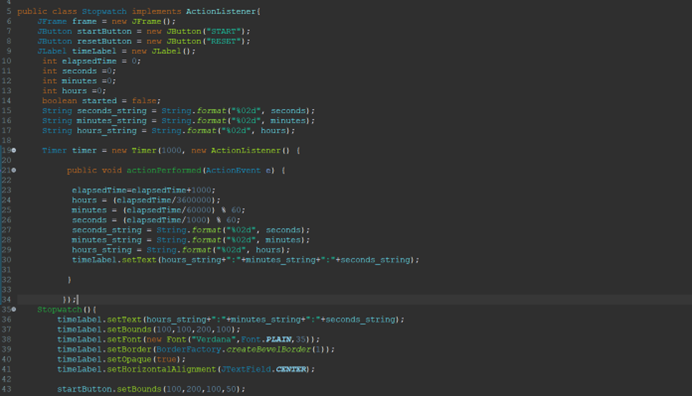 4
5 public class Stopwatch implements ActionListener{
6 JFrame frame = new JFrame();
7 JButton startButton = new JButton("START");
8 JButton resetButton = new JButton("RESET");
9 JLabel timeLabel = new JLabel();
10 int elapsedTime = 0;
11 int seconds =0;
12 int minutes =0;
13 int hours =0;
14 boolean started = false;
15 String seconds_string = String.format("%02d", seconds);
16 String minutes_string = String.format("%02d", minutes);
17 String hours_string = String.format("%02d", hours);
18
19 Timer timer = new Timer(1000, new ActionListener() {
20
21 public void actionPerformed(ActionEvent e) {
22
23 elapsedTime=elapsedTime+1000;
24 hours = (elapsedTime/3600000);
25 minutes = (elapsedTime/60000) % 60;
26 seconds = (elapsedTime/1000) % 60;
27 seconds_string = String.format("%02d", seconds);
28 minutes_string = String.format("%02d", minutes);
29 hours_string = String.format("%02d", hours);
30 timeLabel.setText(hours_string+":"+minutes_string+":"+seconds_string);
31
32 }
33
34 });
35 Stopwatch(){
36 timeLabel.setText(hours_string+":"+minutes_string+":"+seconds_string);
37 timeLabel.setBounds(100,100,200,100);
38 timeLabel.setFont(new Font("Verdana",Font.PLAIN,35));
39 timeLabel.setBorder(BorderFactory.createBevelBorder(1));
40 timeLabel.setOpaque(true);
41 timeLabel.setHorizontalAlignment(JTextField.CENTER);
42
43 startButton.setBounds(100,200,100,50);